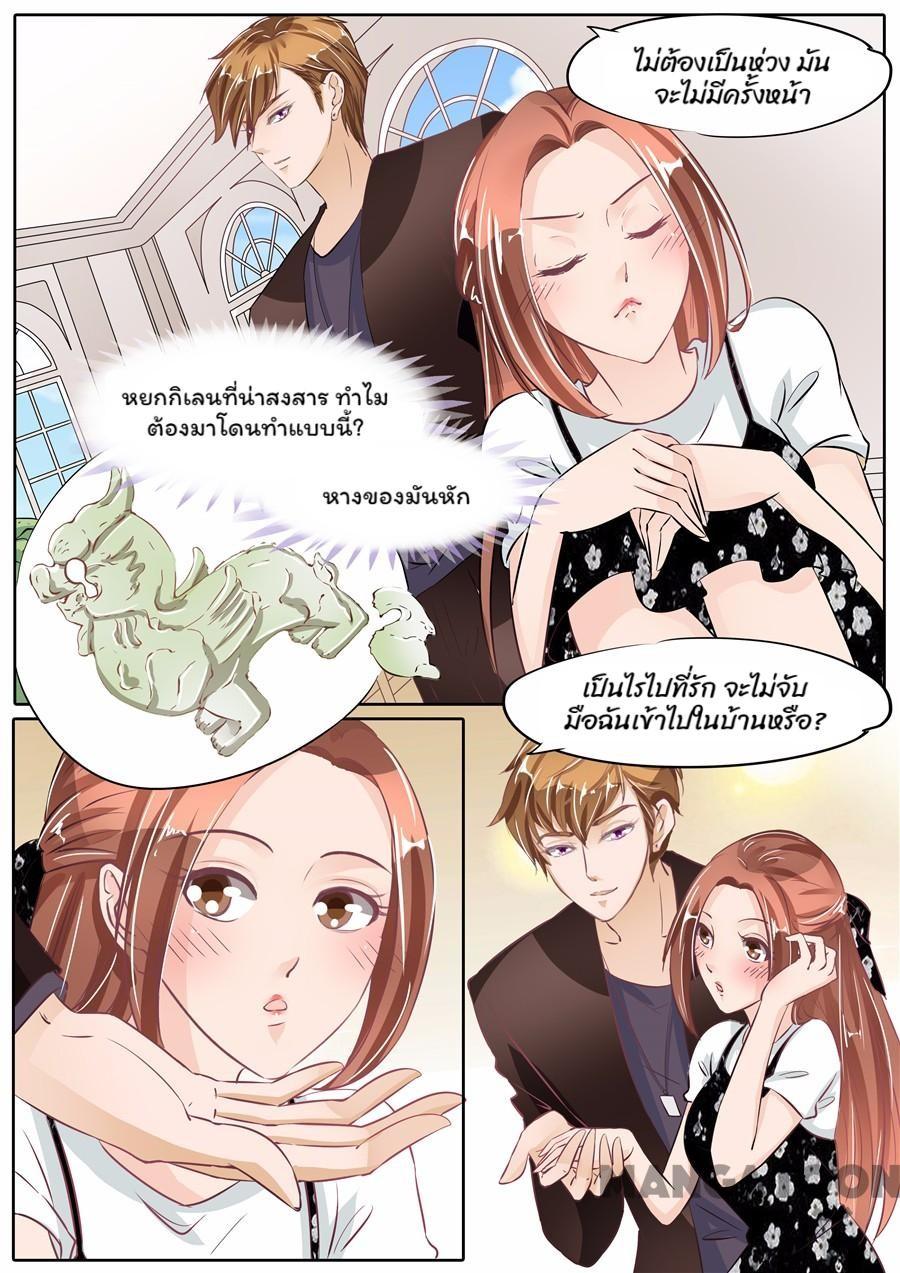 ไม่ต้องเป็นห่วง มัน
จะไม่มีครั้งหน้า
หยกกิเลนที่น่าสงสาร ทำไม
ต้องมาโดนทำแบบนี้?
หางของมันหัก
เป็นไรไปที่รัก จะไม่จับ
มือฉันเข้าไปในบ้านหรือ?